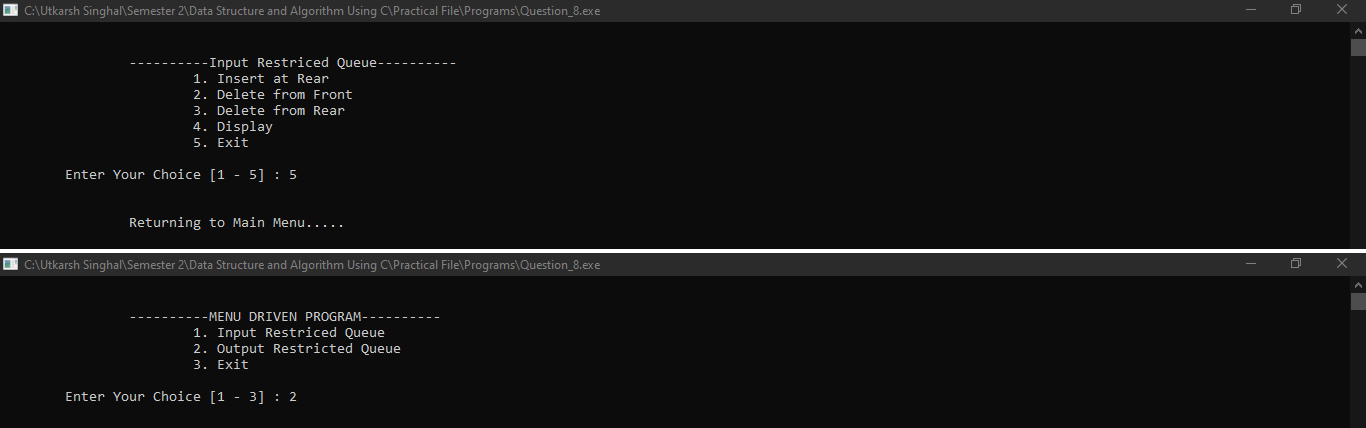 C:\Utkarsh Singhal\Semester 2\Data Structure and Algorithm Using C\Practical File\Programs\Question_8.exe
----------Input Restriced Queue----------
1. Insert at Rear
2. Delete from Front
3. Delete from Rear
4. Display
5. Exit
Enter Your Choice [1 - 5] : 5
Returning to Main Menu.....
C:\Utkarsh Singhal\Semester 2\Data Structure and Algorithm Using C\Practical File\Programs\Question_8.exe
----------MENU DRIVEN PROGRAM----------
1. Input Restriced Queue
2. Output Restricted Queue
3. Exit
Enter Your Choice [1 - 3] : 2